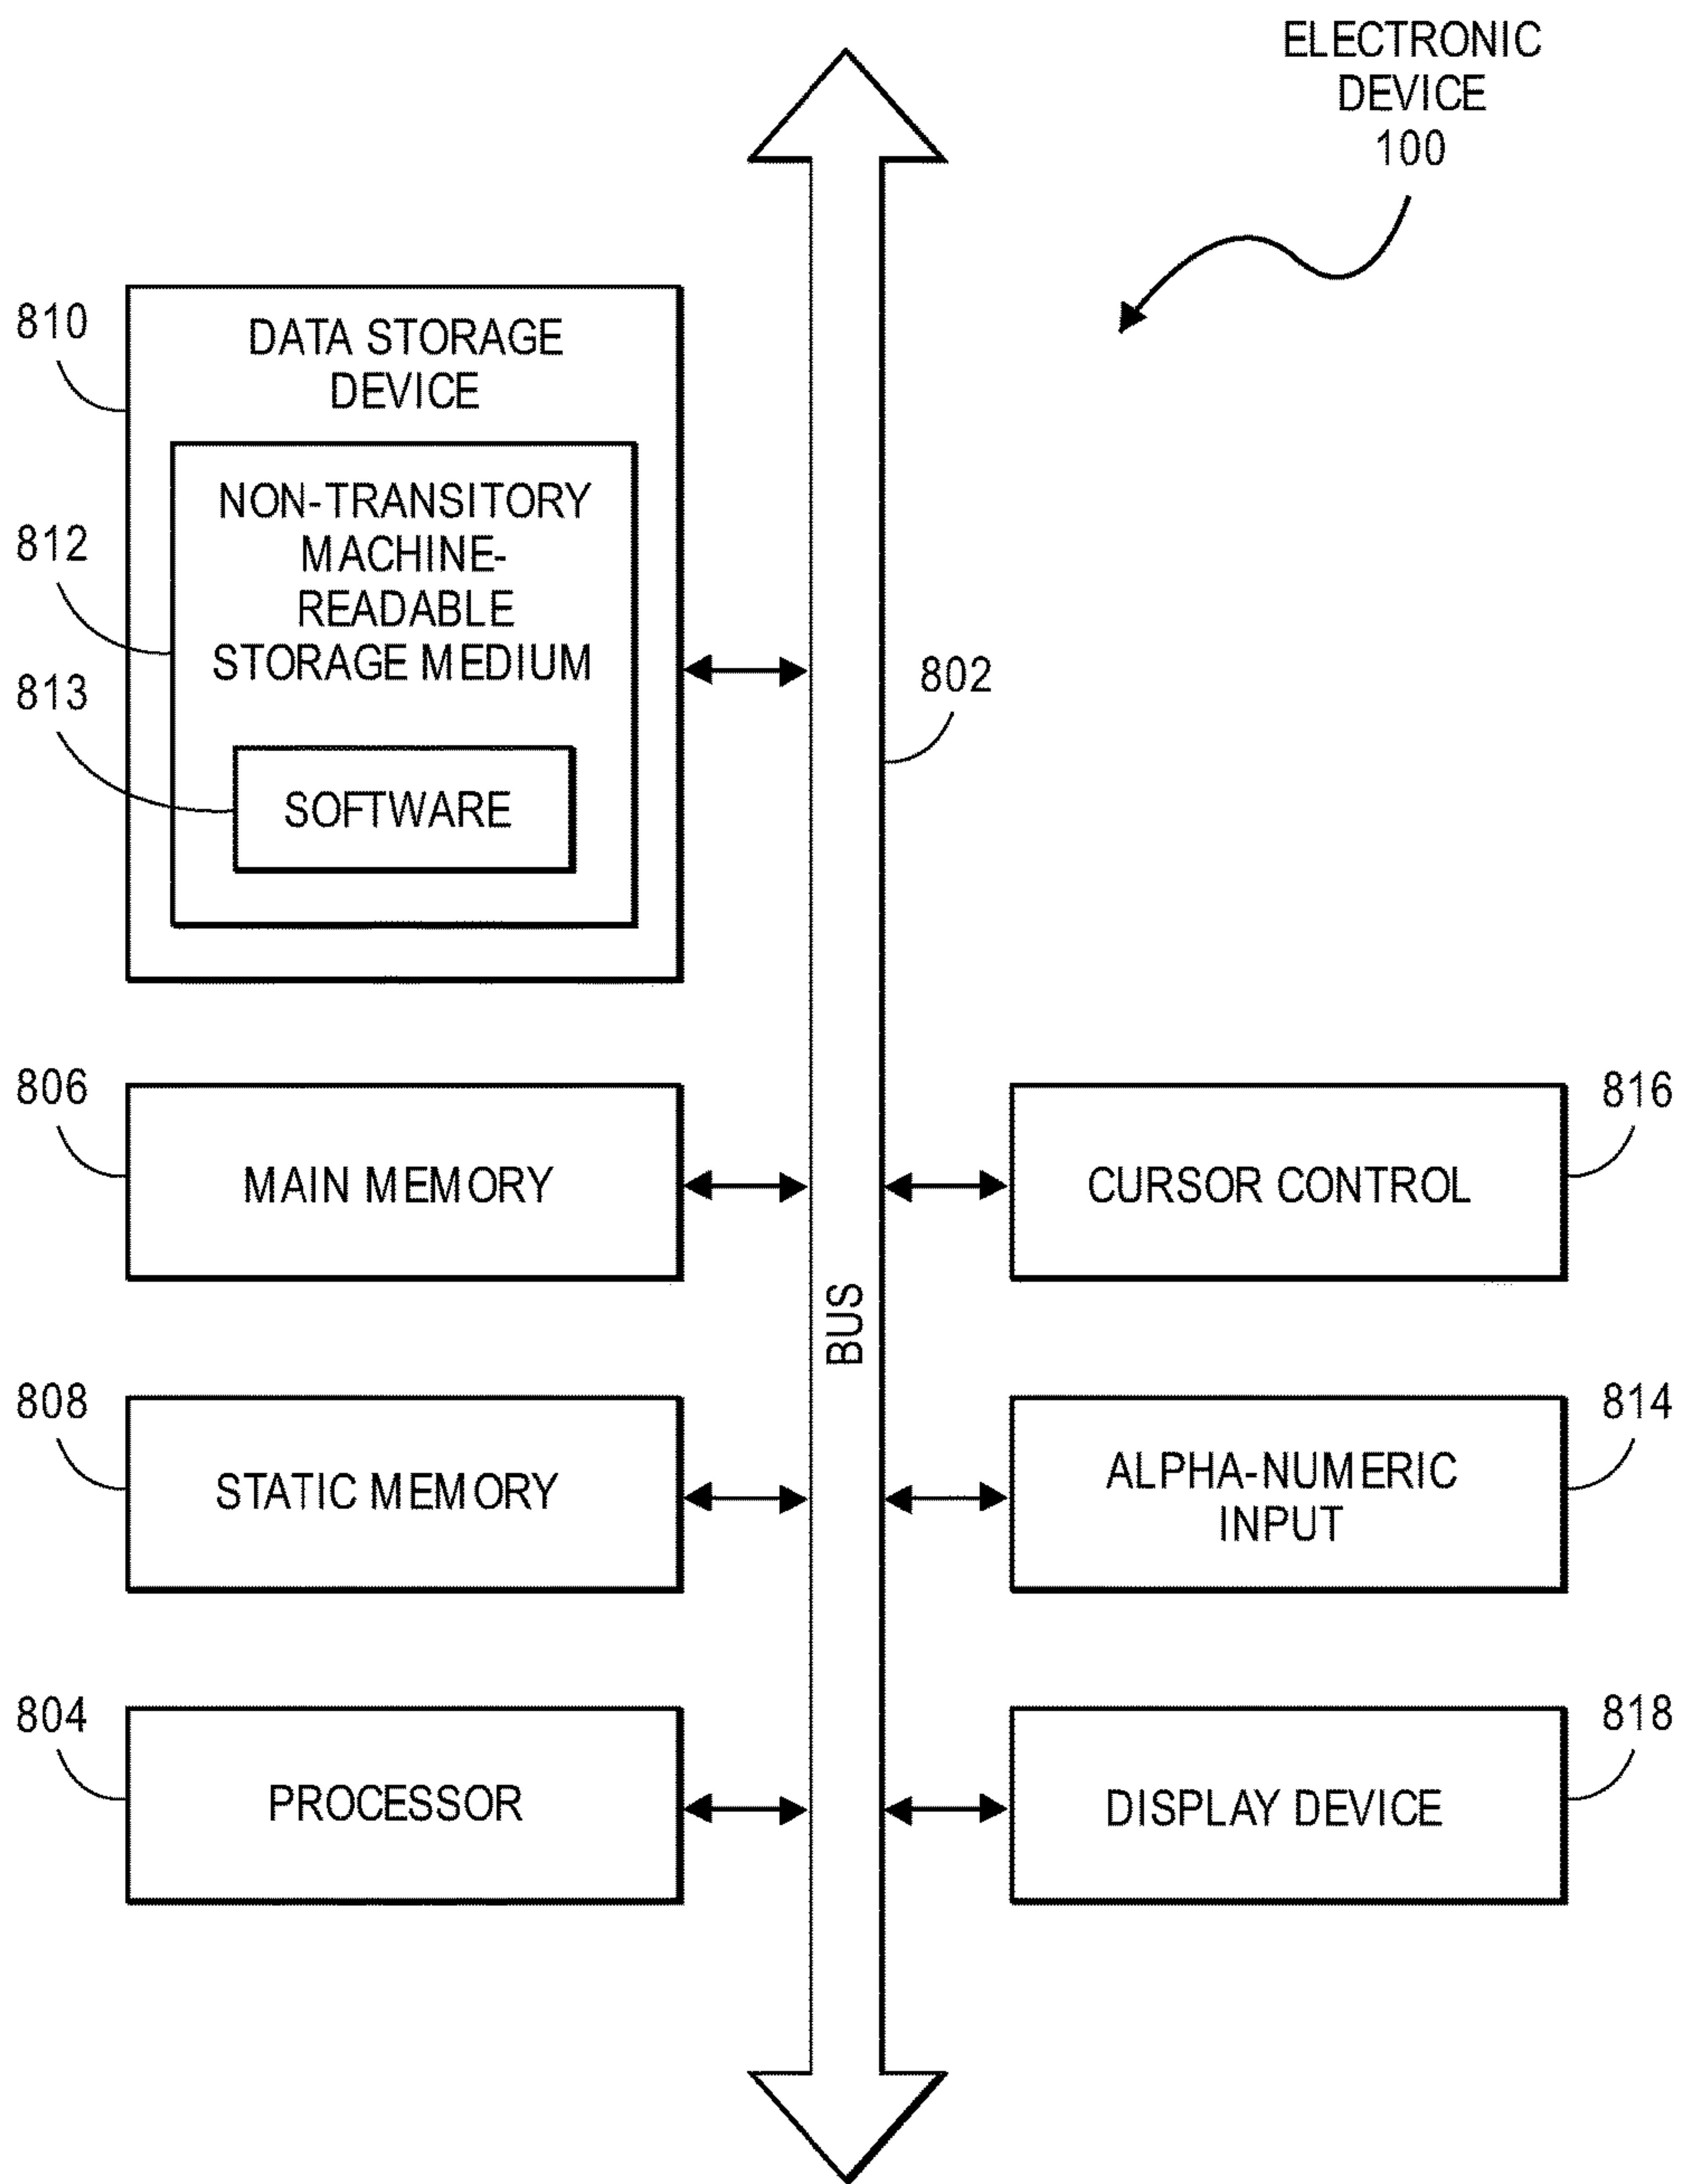 ELECTRONIC
DEVICE
100
810
DATA STORAGE
DEVICE
812
NON-TRANSITORY
MACHINE-
READABLE
STORAGE MEDIUM
813
SOFTWARE
802
806
MAIN MEMORY
816
CURSOR CONTROL
BUS
808
STATIC MEMORY
814
ALPHA-NUMERIC
INPUT
804
PROCESSOR
818
DISPLAY DEVICE